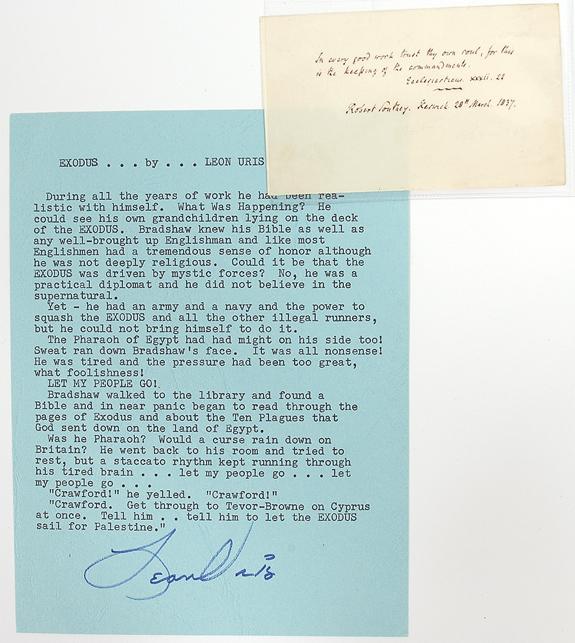 In every good work trust thy own soul, for this
is the keeping of the commandments.
Ecclesiasticus. xxxii. 22
Robert Southey. Keswick 28th March. 1837.
EXODUS . . . by . . . LEON URIS
During all the years of work he had been rea-
listic with himself. What Was Happening? He
could see his own grandchildren lying on the deck
of the EXODUS. Bradshaw knew his Bible as well as
any well-brought up Englishman and like most
Englishmen had a tremendous sense of honor although
he was not deeply religious. Could it be that the
EXODUS was driven by mystic forces? No, he was a
practical diplomat and he did not believe in the
supernatural.
Yet - he had an army and a navy and the power to
squash the EXODUS and all the other illegal runners,
but he could not bring himself to do it.
The Pharaoh of Egypt had had might on his side too!
Sweat ran down Bradshaw's face. It was all nonsense!
He was tired and the pressure had been too great,
what foolishness!
LET MY PEOPLE GO!
Bradshaw walked to the library and found a
Bible and in near panic began to read through the
pages of Exodus and about the Ten Plagues that
God sent down on the land of Egypt.
Was he Pharaoh? Would a curse rain down on
Britain? He went back to his room and tried to
rest, but a staccato rhythm kept running through
his tired brain . . . let my people go . . . let
my people go . . .
"Crawford!" he yelled. "Crawford!"
"Crawford. Get through to Tevor-Browne on Cyprus
at once. Tell him . . tell him to let the EXODUS
sail for Palestine."
Leon Uris